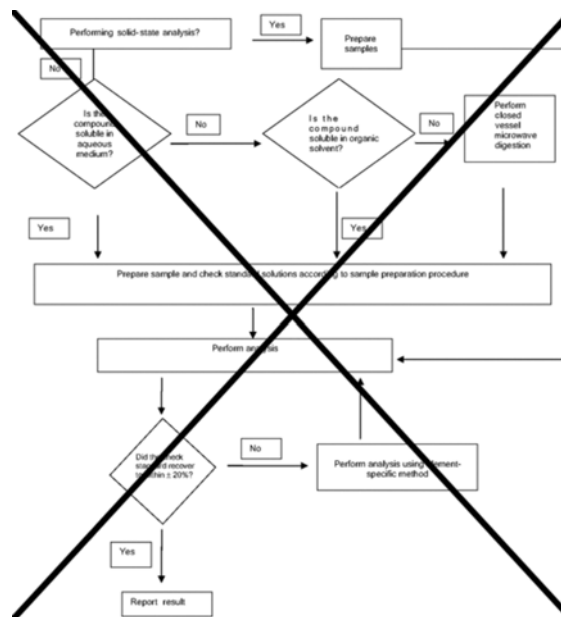 Performing solid-state analysis?
Yes
Prepare
samples
No
Is the
compound
soluble in
aqueous
medium?
No
Is the
compound
soluble in organic
solvent?
No
Perform
closed
vessel
microwave
digestion
Yes
Yes
Prepare sample and check standard solutions according to sample preparation procedure
Perform analysis
Did the check
standard recover
to within ± 20%?
No
Perform analysis using element-
specific method
Yes
Report result